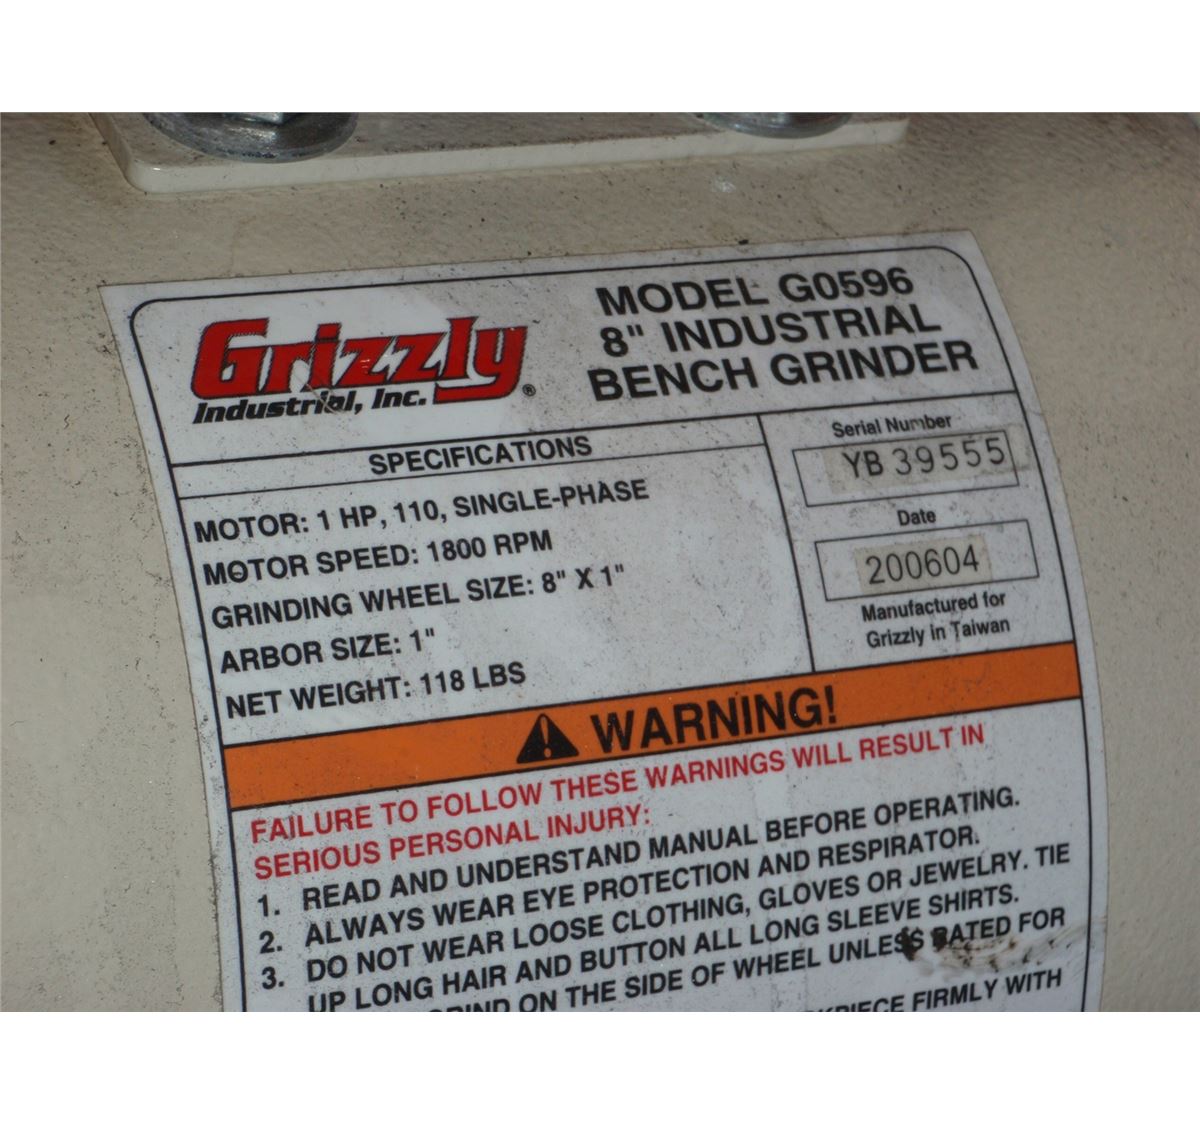 Grizzly®
Industrial, Inc.
MODEL G0596
8" INDUSTRIAL
BENCH GRINDER
SPECIFICATIONS
MOTOR: 1 HP, 110, SINGLE-PHASE
MOTOR SPEED: 1800 RPM
GRINDING WHEEL SIZE: 8" X 1"
ARBOR SIZE: 1"
NET WEIGHT: 118 LBS
Serial Number
YB 39555
Date
200604
Manufactured for
Grizzly in Taiwan
WARNING!
FAILURE TO FOLLOW THESE WARNINGS WILL RESULT IN
SERIOUS PERSONAL INJURY:
1. READ AND UNDERSTAND MANUAL BEFORE OPERATING.
2. ALWAYS WEAR EYE PROTECTION AND RESPIRATOR.
3. DO NOT WEAR LOOSE CLOTHING, GLOVES OR JEWELRY. TIE
UP LONG HAIR AND BUTTON ALL LONG SLEEVE SHIRTS.
GRIND ON THE SIDE OF WHEEL UNLESS RATED FOR
FIRMLY WITH